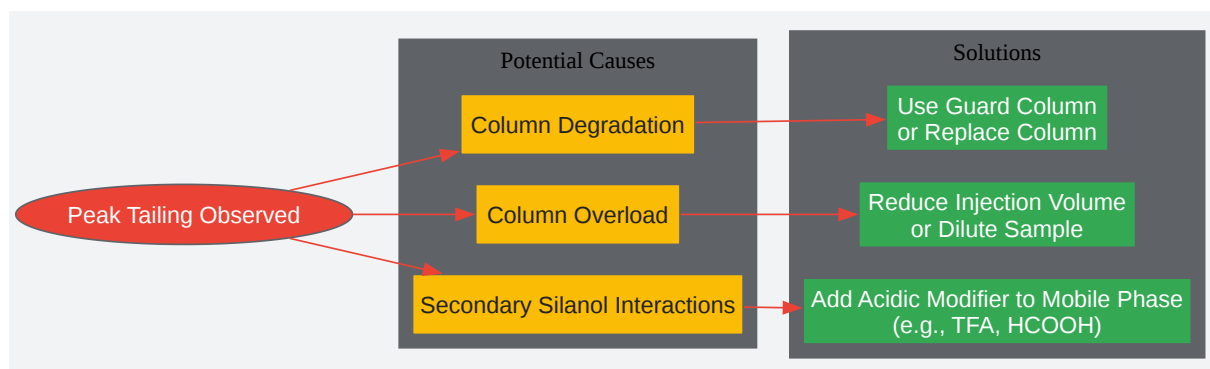 Peak Tailing Observed
Potential Causes
Column Degradation
Column Overload
Secondary Silanol Interactions
Solutions
Use Guard Column
or Replace Column
Reduce Injection Volume
or Dilute Sample
Add Acidic Modifier to Mobile Phase
(e.g., TFA, HCOOH)